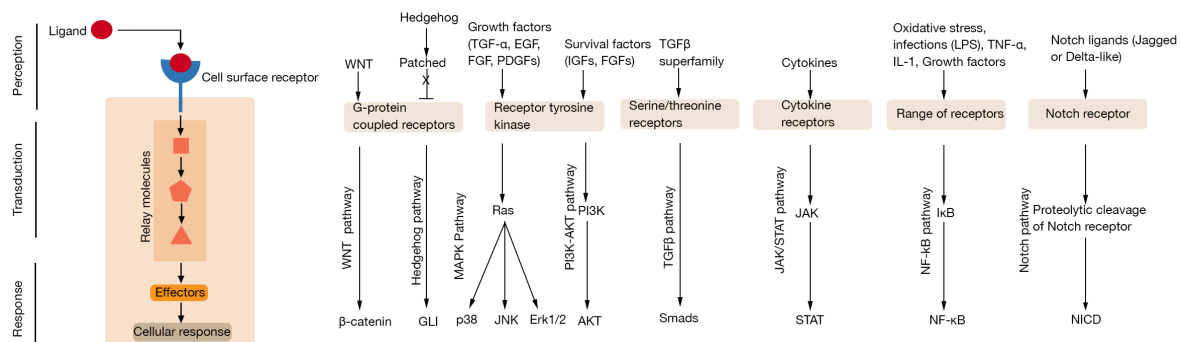 Perception
Transduction
Response
Ligand
Cell surface receptor
Relay molecules
Effectors
Cellular response
WNT
G-protein
coupled receptors
WNT pathway
β-catenin
Hedgehog
Patched
X
Hedgehog pathway
GLI
Growth factors
(TGF-α, EGF,
FGF, PDGFs)
Survival factors
(IGFs, FGFs)
Receptor tyrosine
kinase
MAPK Pathway
Ras
p38
JNK
Erk1/2
PI3K-AKT pathway
PI3K
AKT
TGFβ
superfamily
Serine/threonine
receptors
TGFβ pathway
Smads
Cytokines
Cytokine
receptors
JAK/STAT pathway
JAK
STAT
Oxidative stress,
infections (LPS), TNF-α,
IL-1, Growth factors
Range of receptors
NF-kB pathway
IκB
NF-κB
Notch ligands (Jagged
or Delta-like)
Notch receptor
Notch pathway
Proteolytic cleavage
of Notch receptor
NICD